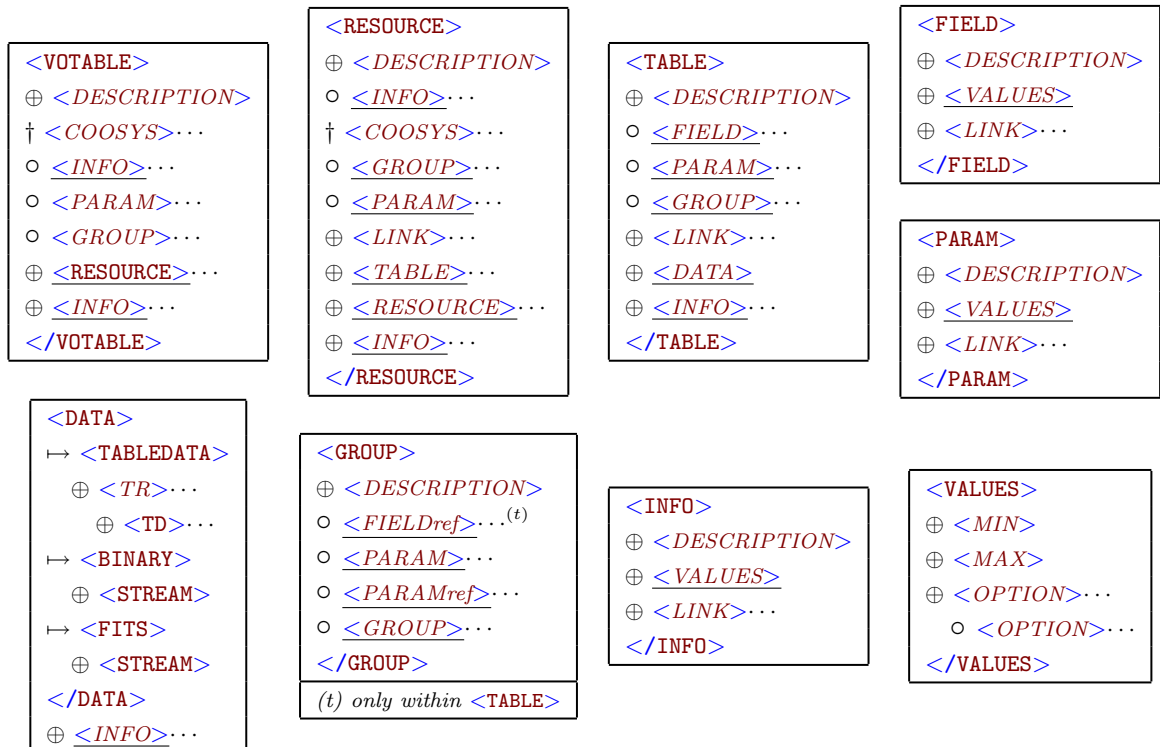 <VOTABLE>
⊕ <DESCRIPTION>
† <COOSYS>···
○ <INFO>···
○ <PARAM>···
○ <GROUP>···
⊕ <RESOURCE>···
⊕ <INFO>···
</VOTABLE>
<RESOURCE>
⊕ <DESCRIPTION>
○ <INFO>···
† <COOSYS>···
○ <GROUP>···
○ <PARAM>···
⊕ <LINK>···
⊕ <TABLE>···
⊕ <RESOURCE>···
⊕ <INFO>···
</RESOURCE>
<TABLE>
⊕ <DESCRIPTION>
○ <FIELD>···
○ <PARAM>···
○ <GROUP>···
⊕ <LINK>···
⊕ <DATA>
⊕ <INFO>···
</TABLE>
<FIELD>
⊕ <DESCRIPTION>
⊕ <VALUES>
⊕ <LINK>···
</FIELD>
<PARAM>
⊕ <DESCRIPTION>
⊕ <VALUES>
⊕ <LINK>···
</PARAM>
<DATA>
↦ <TABLEDATA>
⊕ <TR>···
⊕ <TD>···
↦ <BINARY>
⊕ <STREAM>
↦ <FITS>
⊕ <STREAM>
</DATA>
⊕ <INFO>···
<GROUP>
⊕ <DESCRIPTION>
○ <FIELDref>···(t)
○ <PARAM>···
○ <PARAMref>···
○ <GROUP>···
</GROUP>
(t) only within <TABLE>
<INFO>
⊕ <DESCRIPTION>
⊕ <VALUES>
⊕ <LINK>···
</INFO>
<VALUES>
⊕ <MIN>
⊕ <MAX>
⊕ <OPTION>···
○ <OPTION>···
</VALUES>